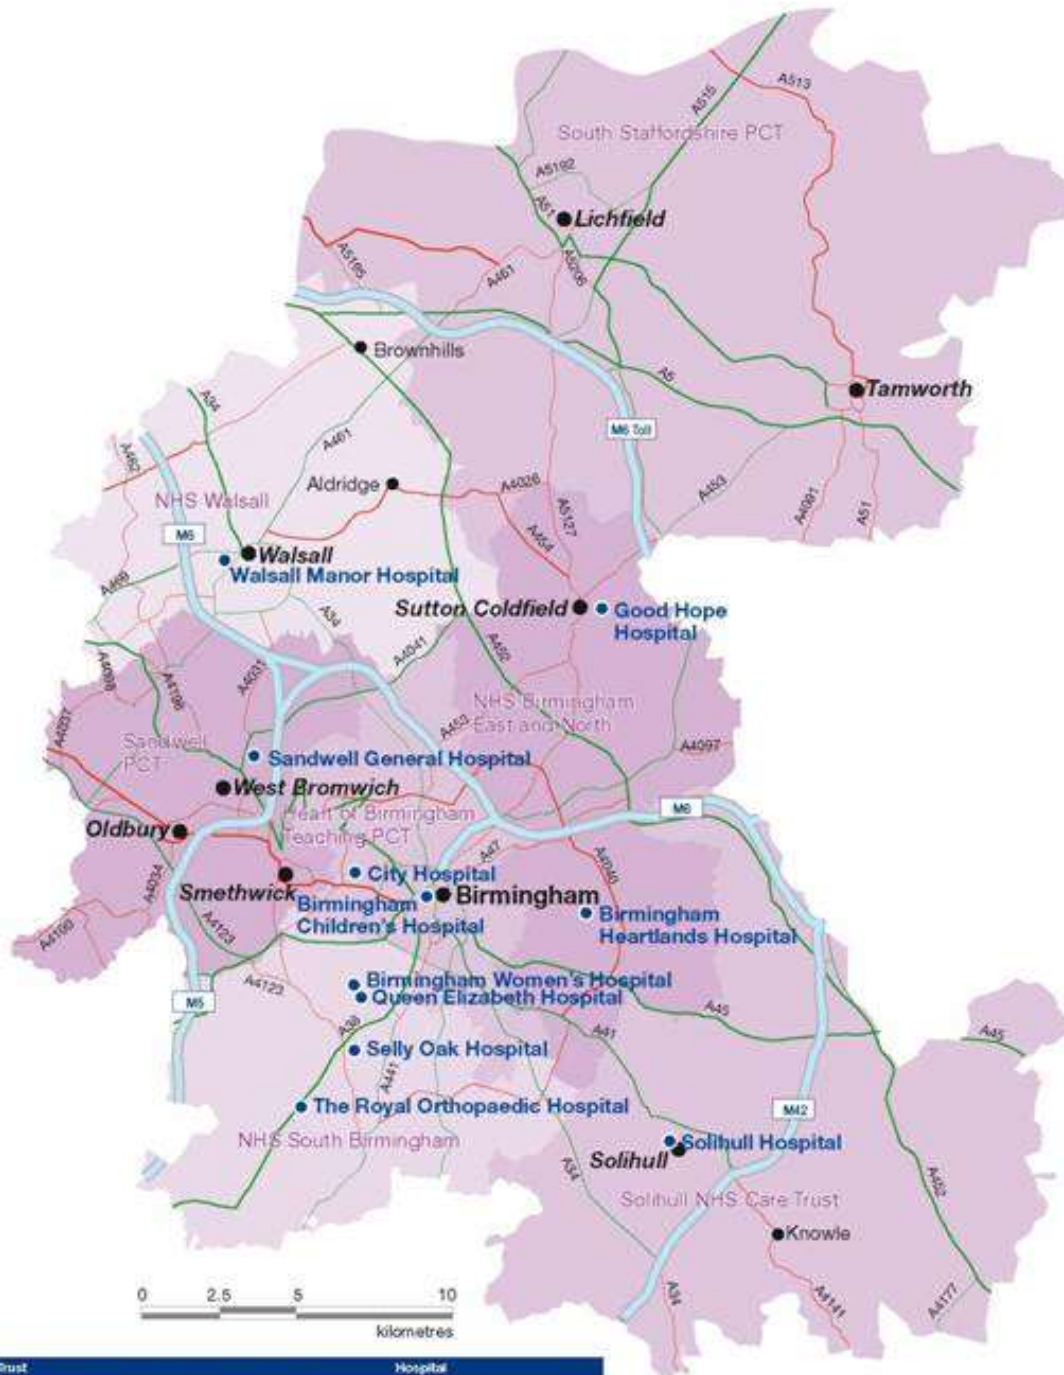 A513
A515
South Staffordshire PCT
A5192
A51
Lichfield
A5195
A461
A5206
Brownhills
A5
Tamworth
A34
M6 Toll
A461
A462
Aldridge
A4026
A453
NHS Walsall
A5127
A4091
A51
A454
M6
Walsall
Walsall Manor Hospital
Sutton Coldfield
Good Hope
Hospital
A34
A4041
A452
A4031
A4098
A4196
NHS Birmingham
East and North
A4037
A453
Sandwell
PCT
A4097
Sandwell General Hospital
West Bromwich
M6
Heart of Birmingham
Teaching PCT
Oldbury
A47
A4040
A4034
City Hospital
Smethwick
Birmingham
Birmingham
Children's Hospital
Birmingham
Heartlands Hospital
A4100
A4123
A4123
Birmingham Women's Hospital
Queen Elizabeth Hospital
M5
A38
A45
A41
A45
Selly Oak Hospital
A441
The Royal Orthopaedic Hospital
M42
NHS South Birmingham
Solihull Hospital
Solihull
A34
A452
Solihull NHS Care Trust
Knowle
0 2.5 5 10
kilometres
A34
A4141
A4177
Trust Hospital